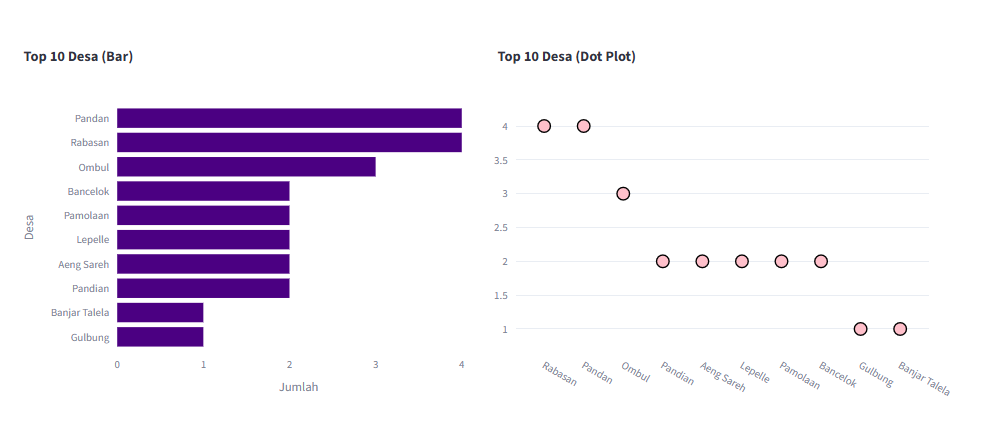 Top 10 Desa (Bar)
Pandan
Rabasan
Ombul
Bancelok
Pamolaan
Lepelle
Aeng Sareh
Pandian
Banjar Talela
Gulbung
Desa
0 1 2 3 4
Jumlah
Top 10 Desa (Dot Plot)
4
3.5
3
2.5
2
1.5
1
Rabasan Pandan Ombul Pandian Aeng Sareh Lepelle Pamolaan Bancelok Gulbung Banjar Talela